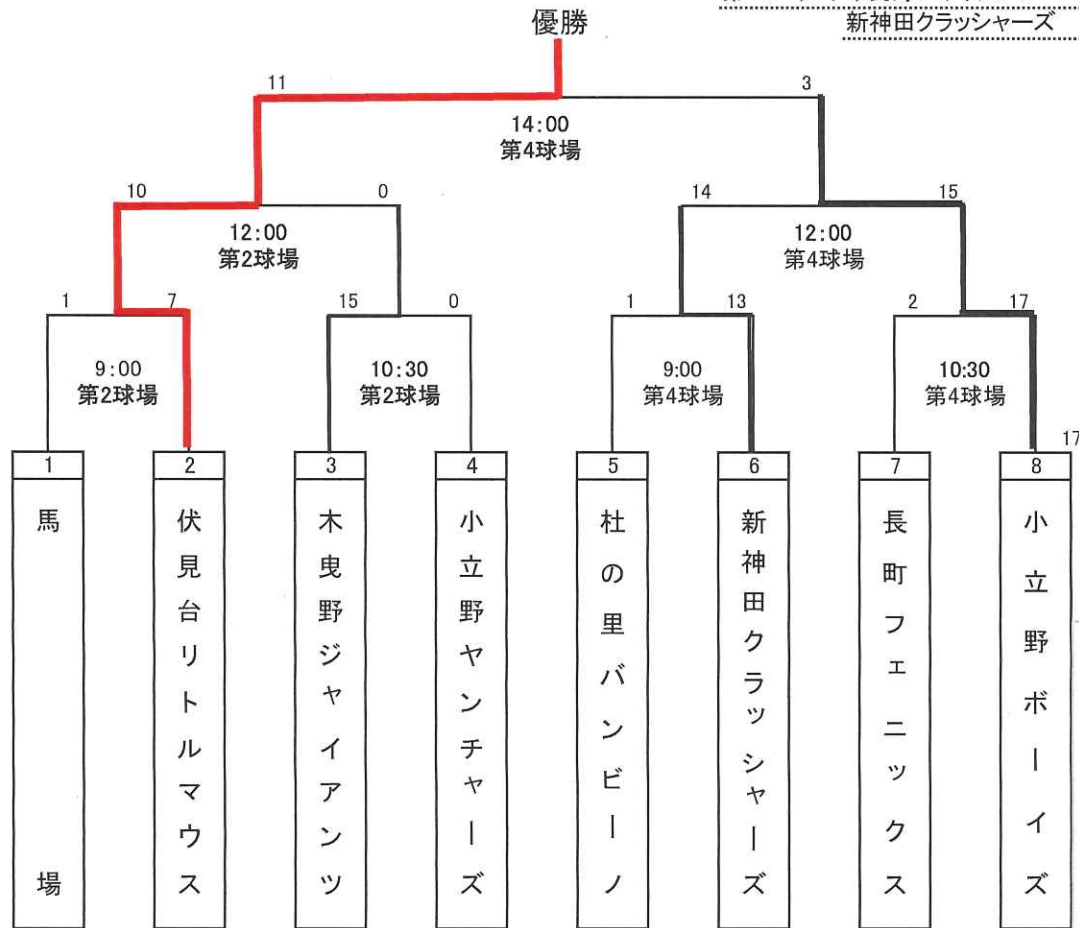 新神田クラッシャーズ
優勝
11 3
14:00
第4球場
10 0 14 15
12:00 12:00
第2球場 第4球場
1 7 15 0 1 13 2 17
9:00 10:30 9:00 10:30
第2球場 第2球場 第4球場 第4球場
17
1 2 3 4 5 6 7 8
馬場
伏見台リトルマウス
木曳野ジャイアンツ
小立野ヤンチャーズ
杜の里バンビーノ
新神田クラッシャーズ
長町フェニックス
小立野ボーイズ